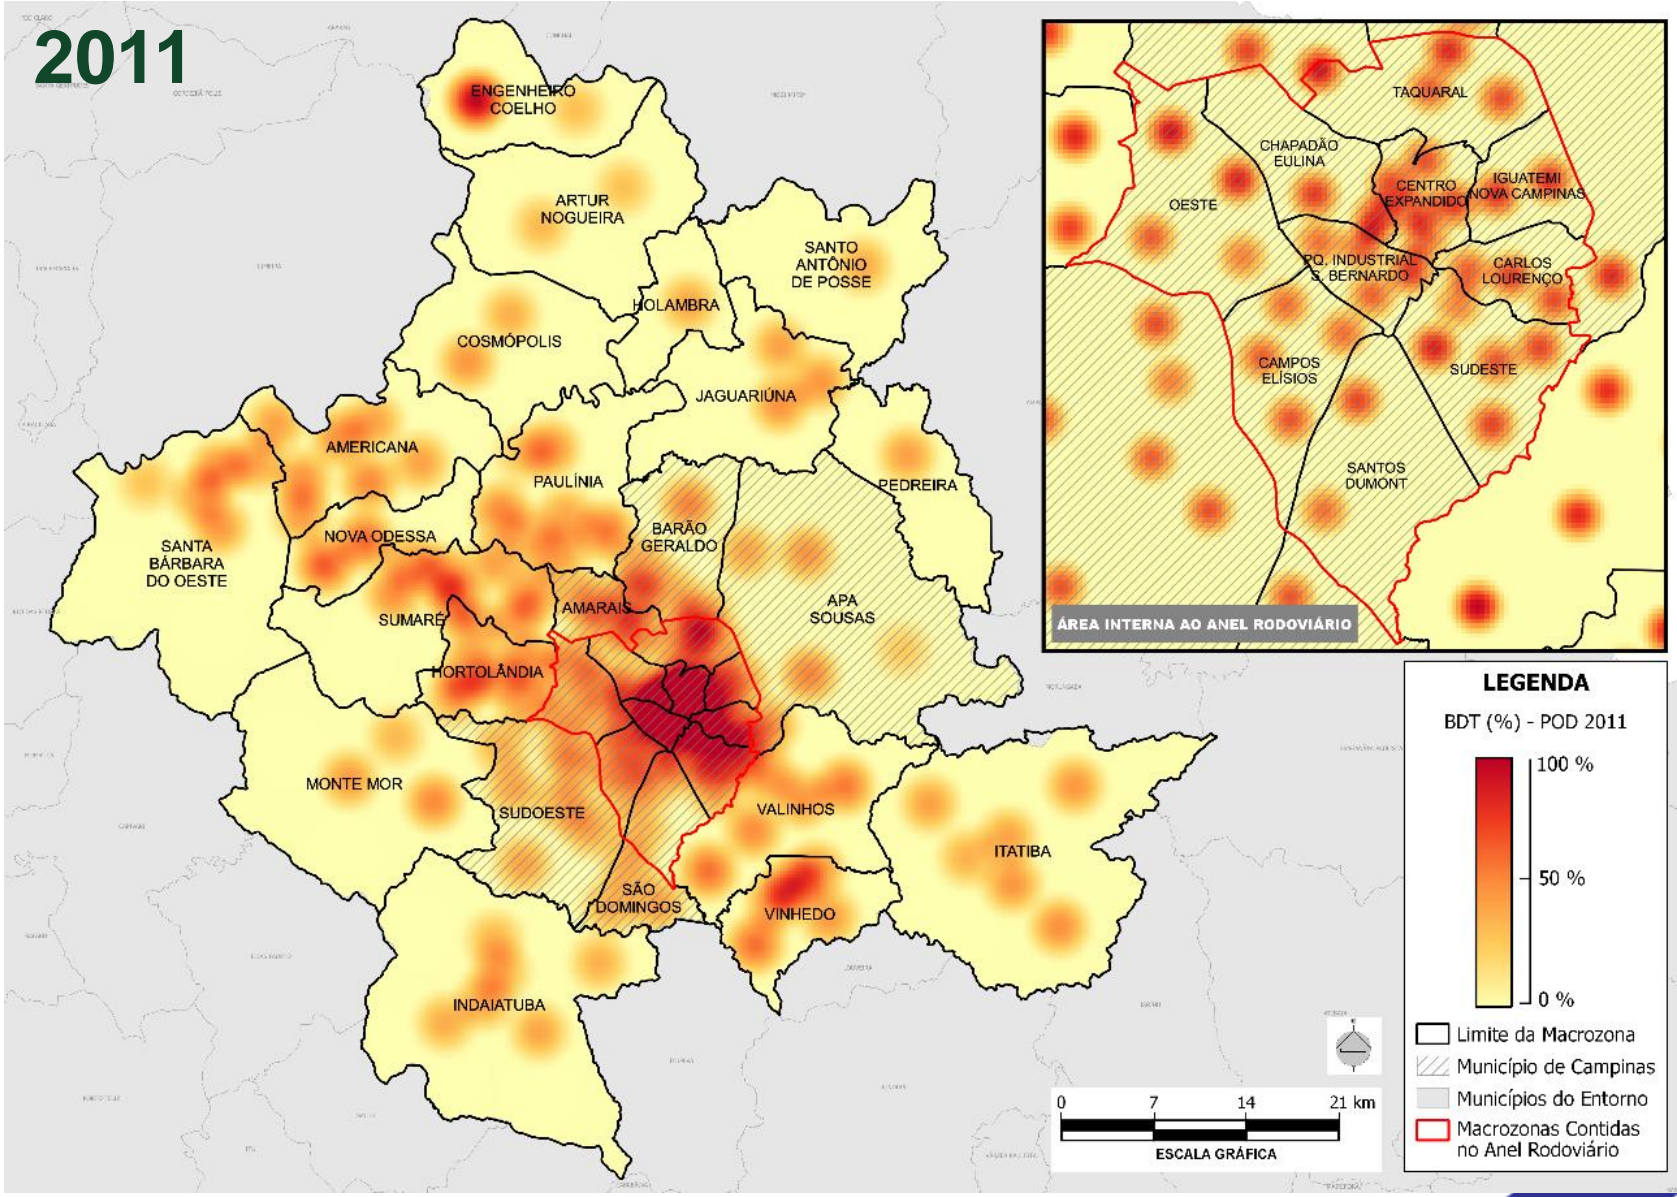 2011
ENGENHEIRO
COELHO
ARTUR
NOGUEIRA
SANTO
ANTÔNIO
DE POSSE
HOLAMBRA
COSMÓPOLIS
JAGUARIÚNA
AMERICANA
PAULÍNIA
PEDREIRA
NOVA ODESSA
BARÃO
GERALDO
SANTA
BÁRBARA
DO OESTE
SUMARÉ
AMARAIS
APA
SOUSAS
HORTOLÂNDIA
MONTE MOR
SUDOESTE
VALINHOS
ITATIBA
SÃO
DOMINGOS
VINHEDO
INDAIATUBA
TAQUARAL
CHAPADÃO
EULINA
OESTE
CENTRO
EXPANDIDO
IGUATEMI
NOVA CAMPINAS
PQ. INDUSTRIAL
S. BERNARDO
CARLOS
LOURENÇO
CAMPOS
ELÍSIOS
SUDESTE
SANTOS
DUMONT
ÁREA INTERNA AO ANEL RODOVIÁRIO
LEGENDA
BDT (%) - POD 2011
100 %
50 %
0 %
Limite da Macrozona
Município de Campinas
Municípios do Entorno
Macrozonas Contidas
no Anel Rodoviário
0 7 14 21 km
ESCALA GRÁFICA